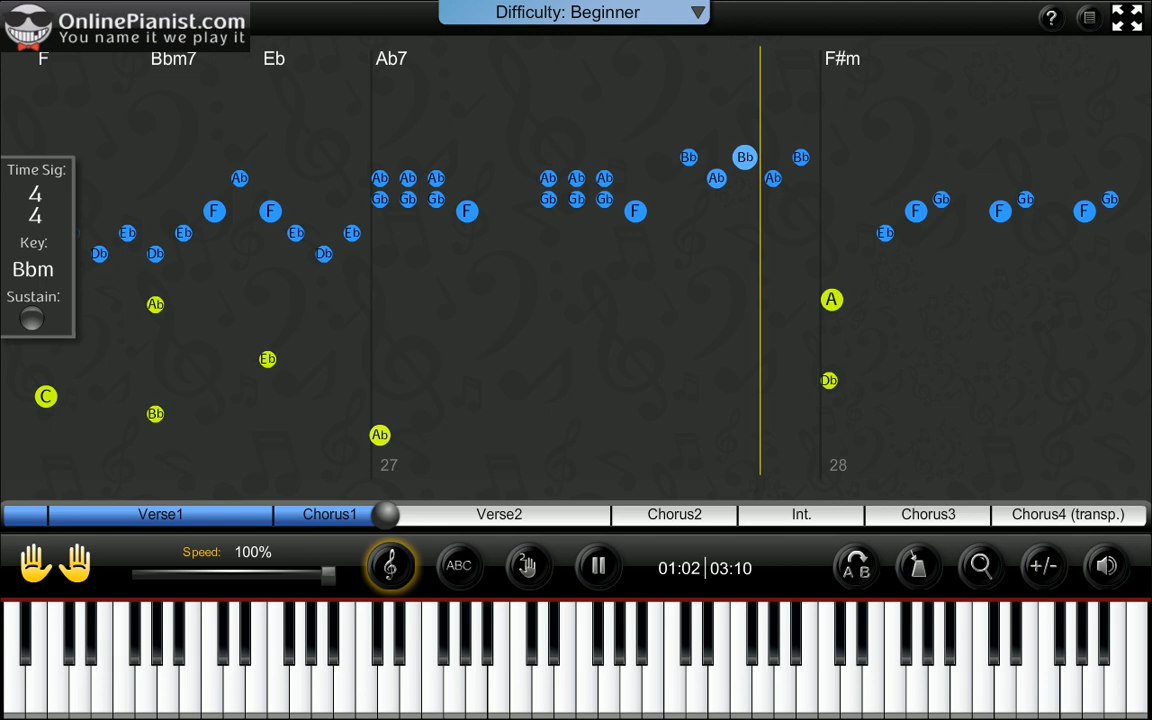 Difficulty: Beginner
?
OnlinePianist.com
You name it we play it
F Bbm7 Eb Ab7 F#m
Bb Bb Bb
Ab Ab Ab Ab Ab Ab Ab Ab Ab
Gb Gb Gb Gb Gb Gb Gb Gb Gb
F F F F F F F
Eb Eb Eb Eb Eb
Db Db Db
Time Sig:
4
4
Key:
Bbm
Sustain:
Ab A
Eb Db
C
Bb
Ab
27 28
Verse1 Chorus1 Verse2 Chorus2 Int. Chorus3 Chorus4 (transp.)
Speed: 100%
ABC 2 01:02 03:10 A B +/-